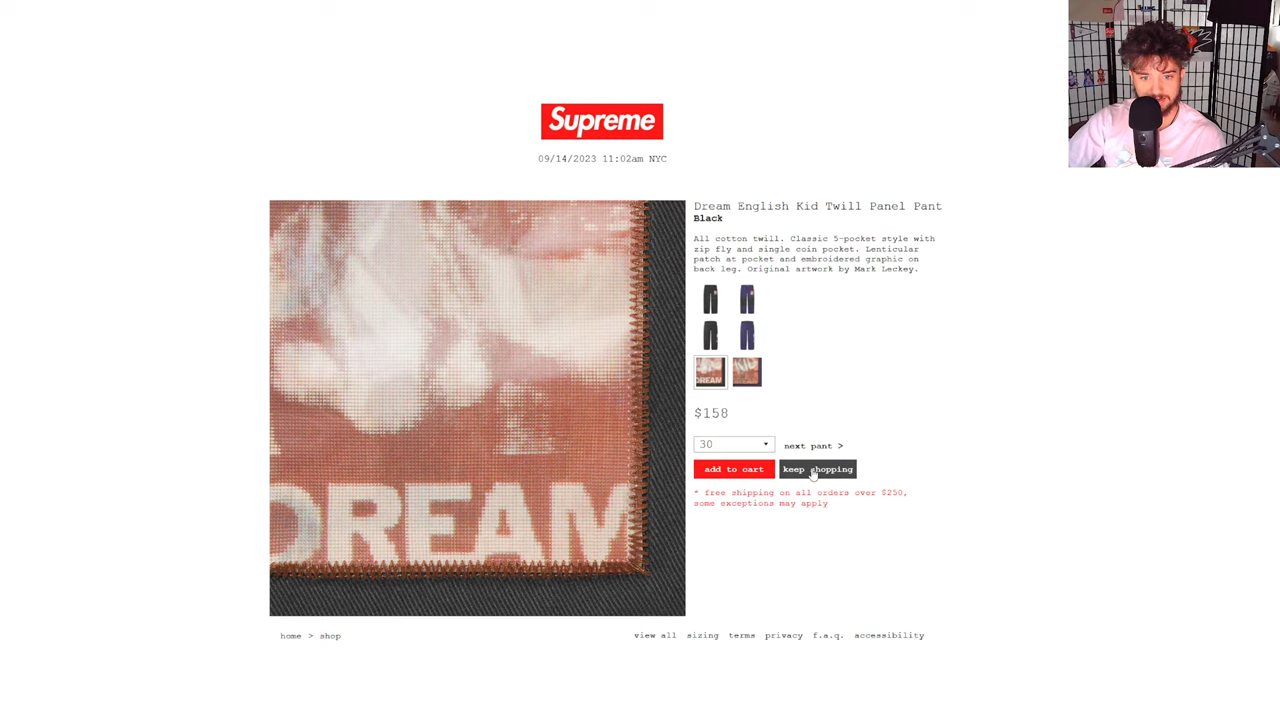 Supreme
09/14/2023 11:02am NYC
Dream English Kid Twill Panel Pant
Black
All cotton twill. Classic 5-pocket style with
zip fly and single coin pocket. Lenticular
patch at pocket and embroidered graphic on
back leg. Original artwork by Mark Leckey.
DREAM
$158
30
next pant >
add to cart
keep shopping
* free shipping on all orders over $250,
some exceptions may apply
DREAM
home > shop
view all sizing terms privacy f.a.q. accessibility